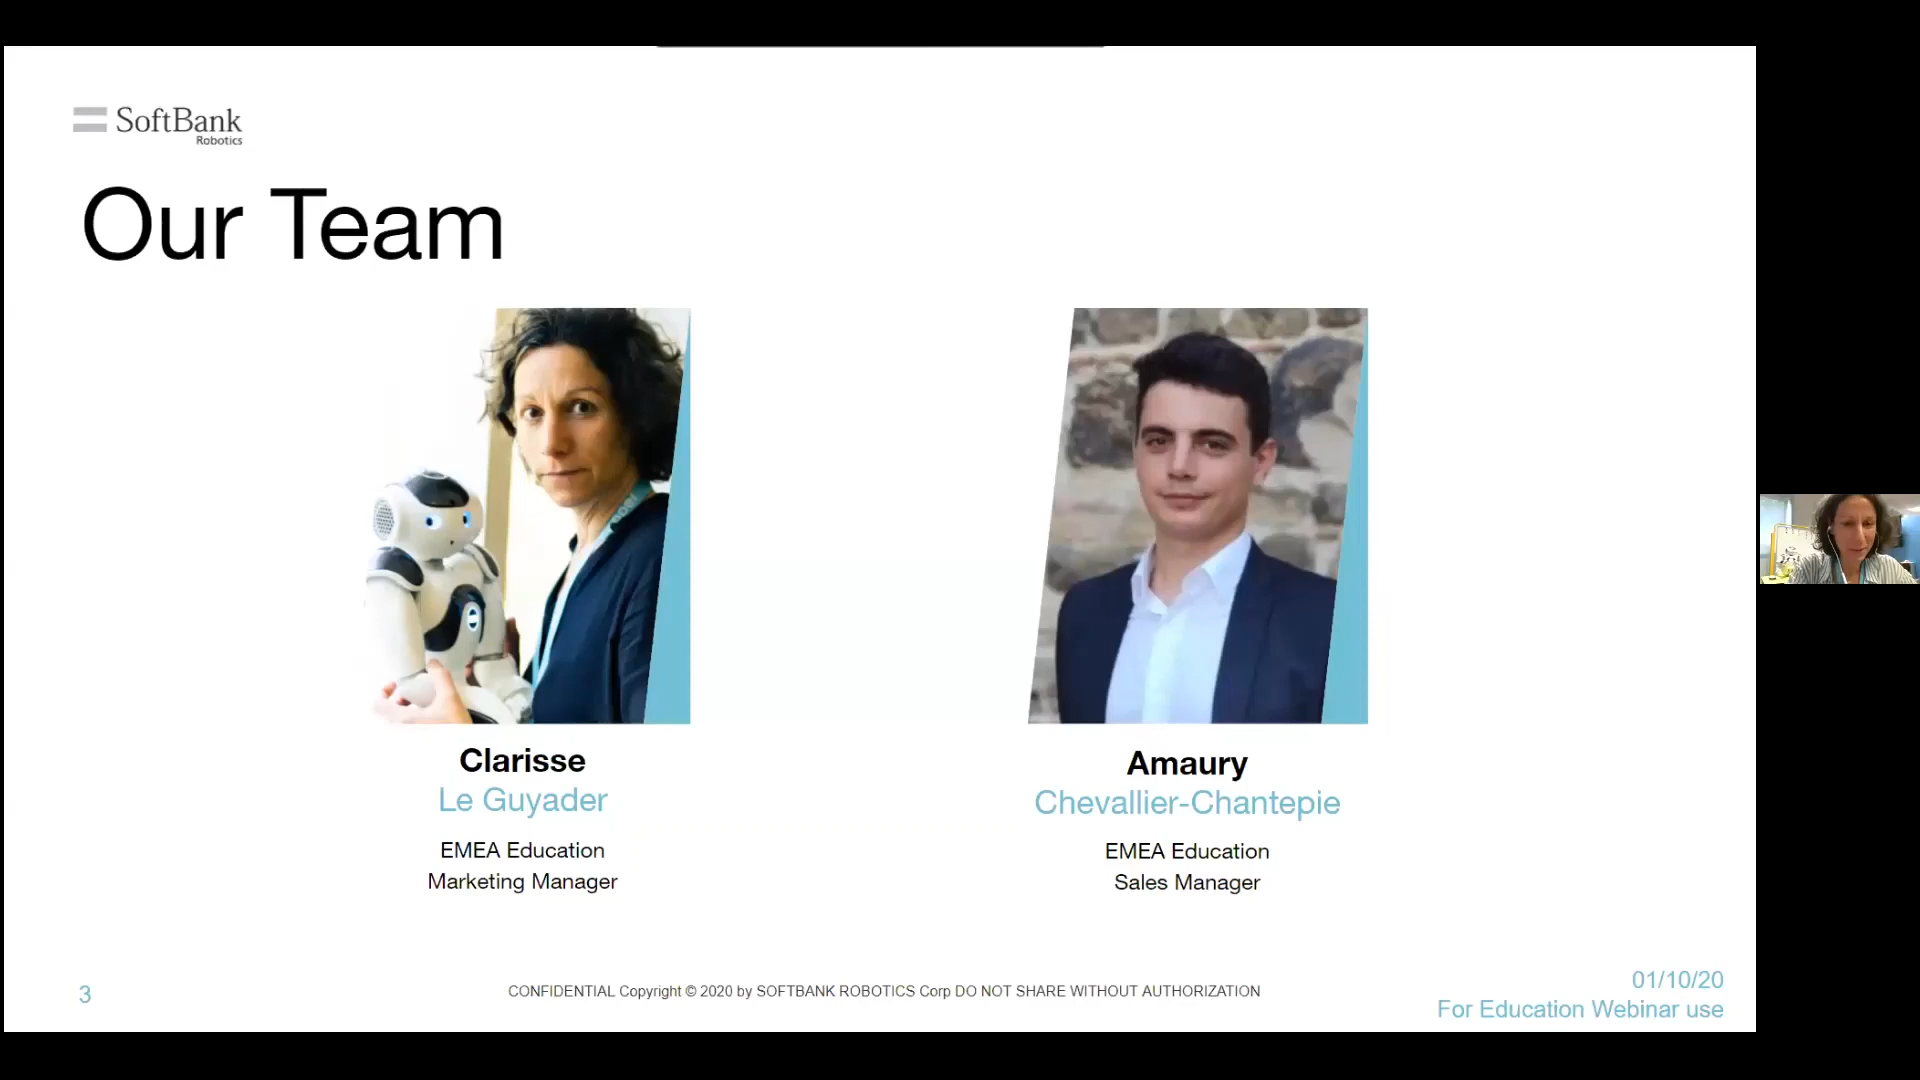 SoftBank
Robotics
Our Team
Clarisse
Le Guyader
EMEA Education
Marketing Manager
Amaury
Chevallier-Chantepie
EMEA Education
Sales Manager
3
CONFIDENTIAL Copyright © 2020 by SOFTBANK ROBOTICS Corp DO NOT SHARE WITHOUT AUTHORIZATION
01/10/20
For Education Webinar use